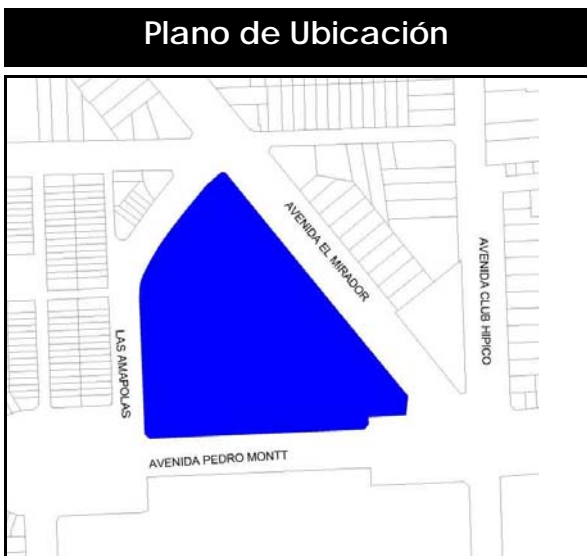 Plano de Ubicación
AVENIDA EL MIRADOR
AVENIDA CLUB HIPICO
LAS AMAPOLAS
AVENIDA PEDRO MONTT